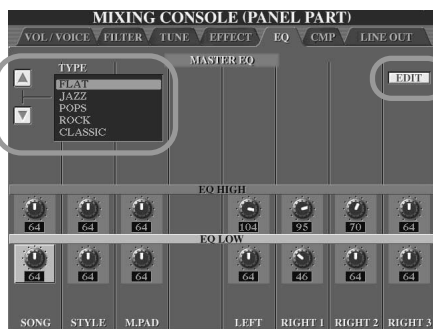 MIXING CONSOLE (PANEL PART)
VOL / VOICE FILTER TUNE EFFECT EQ CMP LINE OUT
TYPE MASTER EQ
FLAT EDIT
JAZZ
POPS
ROCK
CLASSIC
EQ HIGH
64 64 64 104 95 70 64
EQ LOW
64 64 64 64 46 64 64
SONG STYLE M.PAD LEFT RIGHT 1 RIGHT 2 RIGHT 3